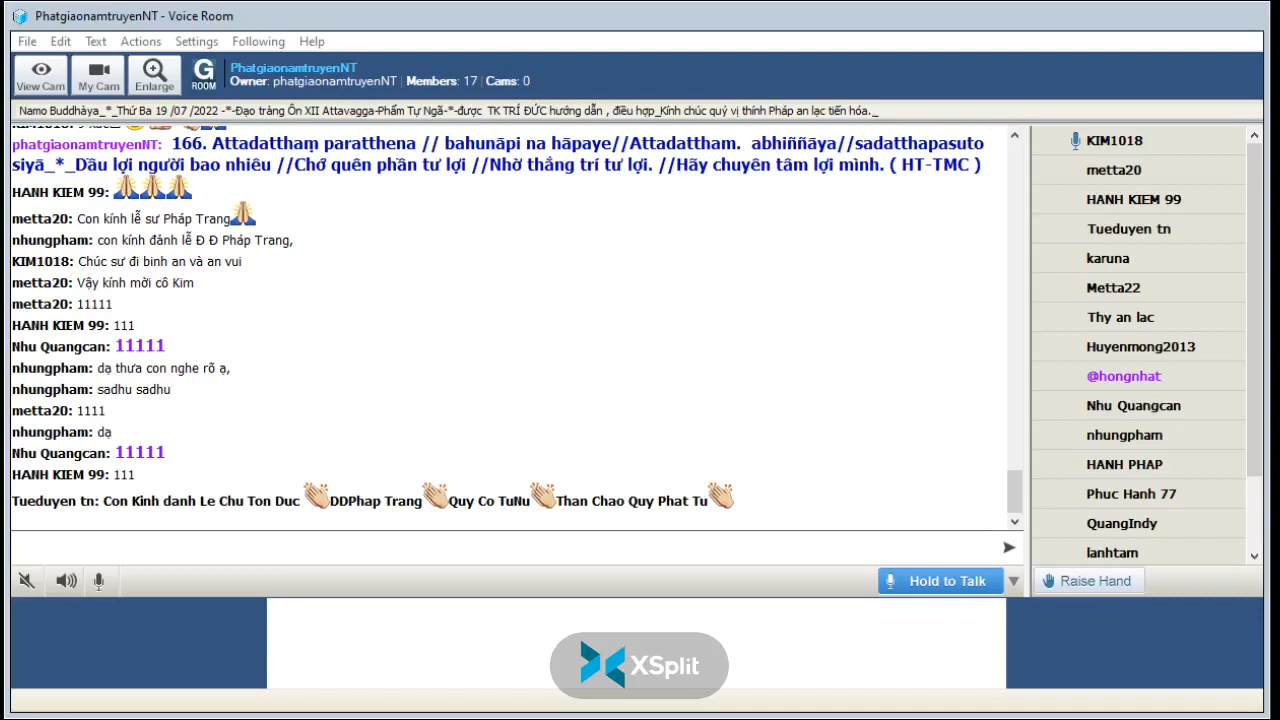 PhatgiaonamtruyenNT - Voice Room
File Edit Text Actions Settings Following Help
View Cam My Cam Enlarge G ROOM
PhatgiaonamtruyenNT
Owner: phatgiaonamtruyenNT | Members: 17 | Cams: 0
Namo Buddhàya_*_Thứ Ba 19 /07 /2022 -*-Đạo tràng Ôn XII Attavagga-Phẩm Tự Ngã-*-được TK TRÍ ĐỨC hướng dẫn , điều hợp_Kính chúc quý vị thính Pháp an lạc tiến hóa._
phatgiaonamtruyenNT: 166. Attadatthaṃ paratthena // bahunāpi na hāpaye//Attadattham. abhiññāya//sadatthapasuto
siyā_*_Dầu lợi người bao nhiêu //Chớ quên phần tư lợi //Nhờ thắng trí tư lợi. //Hãy chuyên tâm lợi mình. ( HT-TMC )
HANH KIEM 99:
metta20: Con kính lễ sư Pháp Trang
nhungpham: con kính đảnh lễ Đ Đ Pháp Trang,
KIM1018: Chúc sư đi binh an và an vui
metta20: Vậy kính mời cô Kim
metta20: 11111
HANH KIEM 99: 111
Nhu Quangcan: 11111
nhungpham: dạ thưa con nghe rõ ạ,
nhungpham: sadhu sadhu
metta20: 1111
nhungpham: dạ
Nhu Quangcan: 11111
HANH KIEM 99: 111
Tueduyen tn: Con Kinh danh Le Chu Ton Duc DDPhap Trang Quy Co TuNu Than Chao Quy Phat Tu
KIM1018
metta20
HANH KIEM 99
Tueduyen tn
karuna
Metta22
Thy an lac
Huyenmong2013
@hongnhat
Nhu Quangcan
nhungpham
HANH PHAP
Phuc Hanh 77
QuangIndy
lanhtam
Hold to Talk
Raise Hand
XSplit